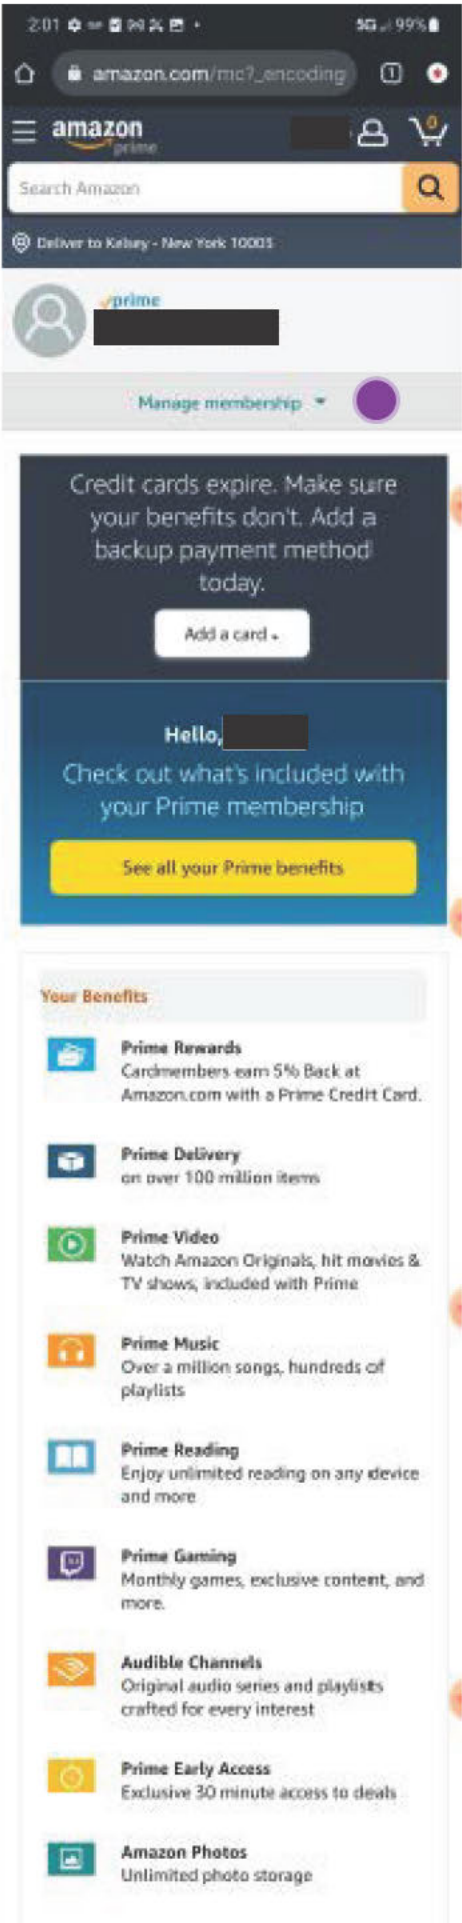 2:01
5G 99%
amazon.com/mc?_encoding
1
amazon
prime
0
Search Amazon
Deliver to Kelsey - New York 10003
prime
Manage membership
Credit cards expire. Make sure
your benefits don't. Add a
backup payment method
today.
Add a card
Hello,
Check out what's included with
your Prime membership
See all your Prime benefits
Your Benefits
Prime Rewards
Cardmembers earn 5% Back at
Amazon.com with a Prime Credit Card.
Prime Delivery
on over 100 million items
Prime Video
Watch Amazon Originals, hit movies &
TV shows, included with Prime
Prime Music
Over a million songs, hundreds of
playlists
Prime Reading
Enjoy unlimited reading on any device
and more
Prime Gaming
Monthly games, exclusive content, and
more.
Audible Channels
Original audio series and playlists
crafted for every interest
Prime Early Access
Exclusive 30 minute access to deals
Amazon Photos
Unlimited photo storage